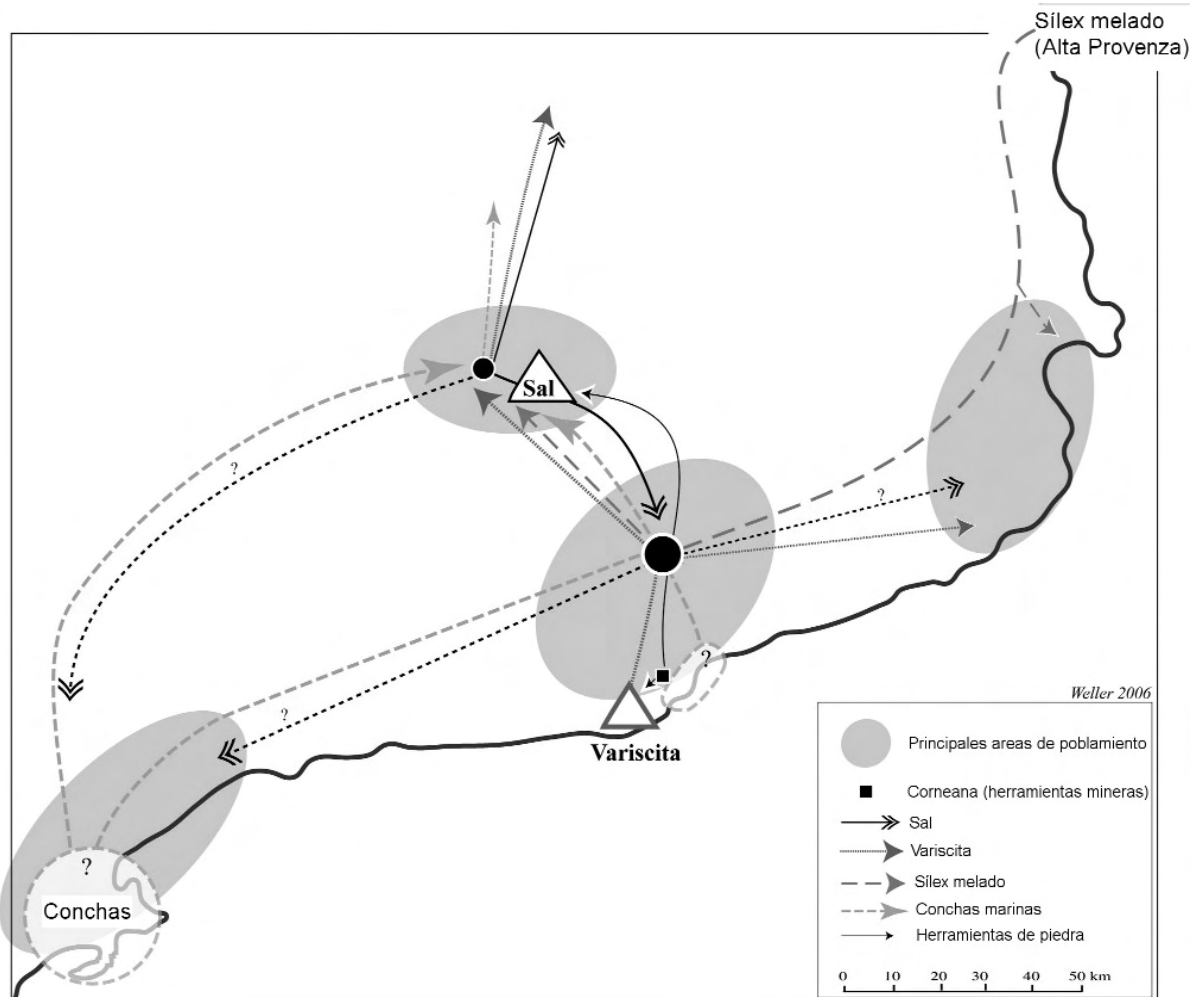 Sílex melado
(Alta Provenza)
Sal
?
?
?
?
Variscita
?
Conchas
Weller 2006
Principales areas de poblamiento
Corneana (herramientas mineras)
Sal
Variscita
Sílex melado
Conchas marinas
Herramientas de piedra
0 10 20 30 40 50 km